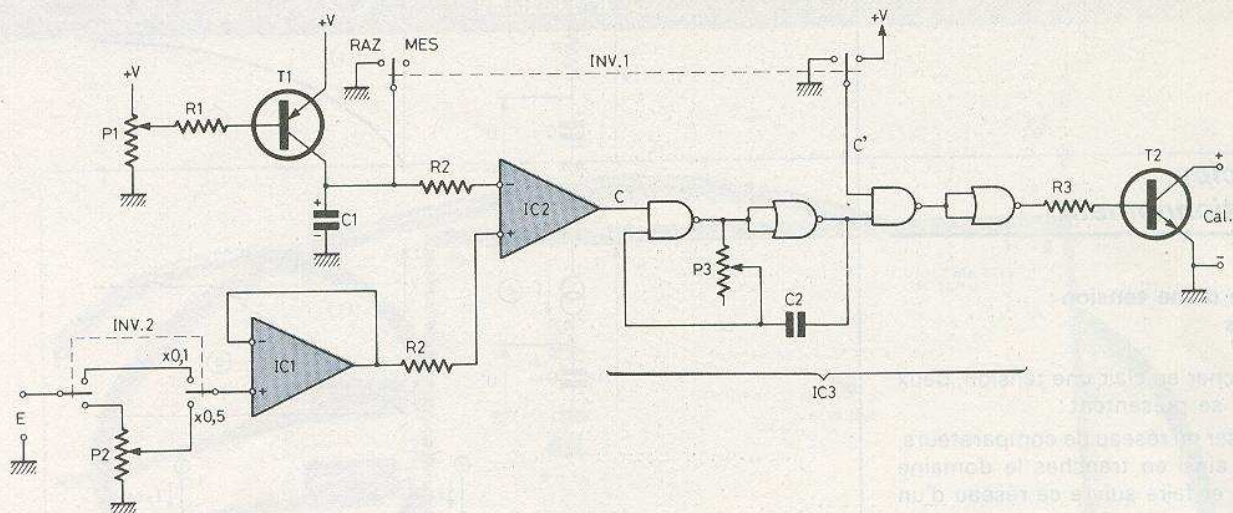 +V
RAZ
MES
INV.1
+V
+V
T1
P1
R1
C'
T2
+
R2
IC2
C
R3
C1
Cal.
P3
C2
INV.2
x0,1
IC1
R2
IC3
E
x0,5
P2
+
-
-
+
-
+
-